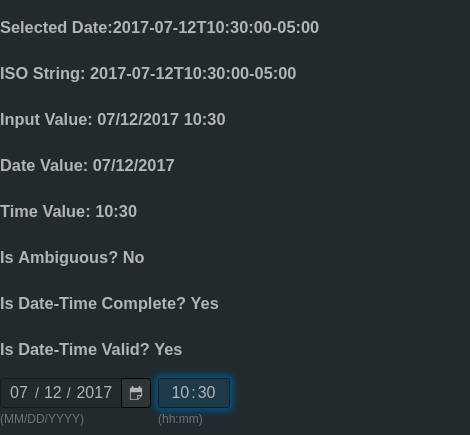 Selected Date:2017-07-12T10:30:00-05:00
ISO String: 2017-07-12T10:30:00-05:00
Input Value: 07/12/2017 10:30
Date Value: 07/12/2017
Time Value: 10:30
Is Ambiguous? No
Is Date-Time Complete? Yes
Is Date-Time Valid? Yes
07 / 12 / 2017 10:30
(MM/DD/YYYY) (hh:mm)